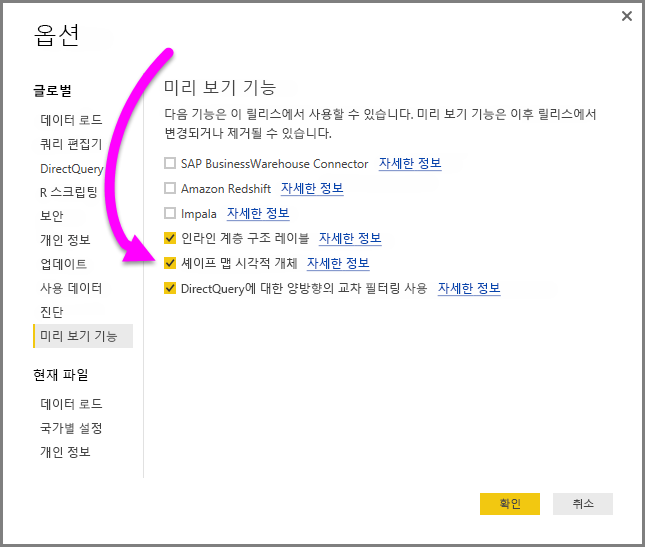 옵션
글로벌
데이터 로드
쿼리 편집기
DirectQuery
R 스크립팅
보안
개인 정보
업데이트
사용 데이터
진단
미리 보기 기능
현재 파일
데이터 로드
국가별 설정
개인 정보
미리 보기 기능
다음 기능은 이 릴리스에서 사용할 수 있습니다. 미리 보기 기능은 이후 릴리스에서
변경되거나 제거될 수 있습니다.
SAP BusinessWarehouse Connector 자세한 정보
Amazon Redshift 자세한 정보
Impala 자세한 정보
인라인 계층 구조 레이블 자세한 정보
셰이프 맵 시각적 개체 자세한 정보
DirectQuery에 대한 양방향의 교차 필터링 사용 자세한 정보
확인 취소